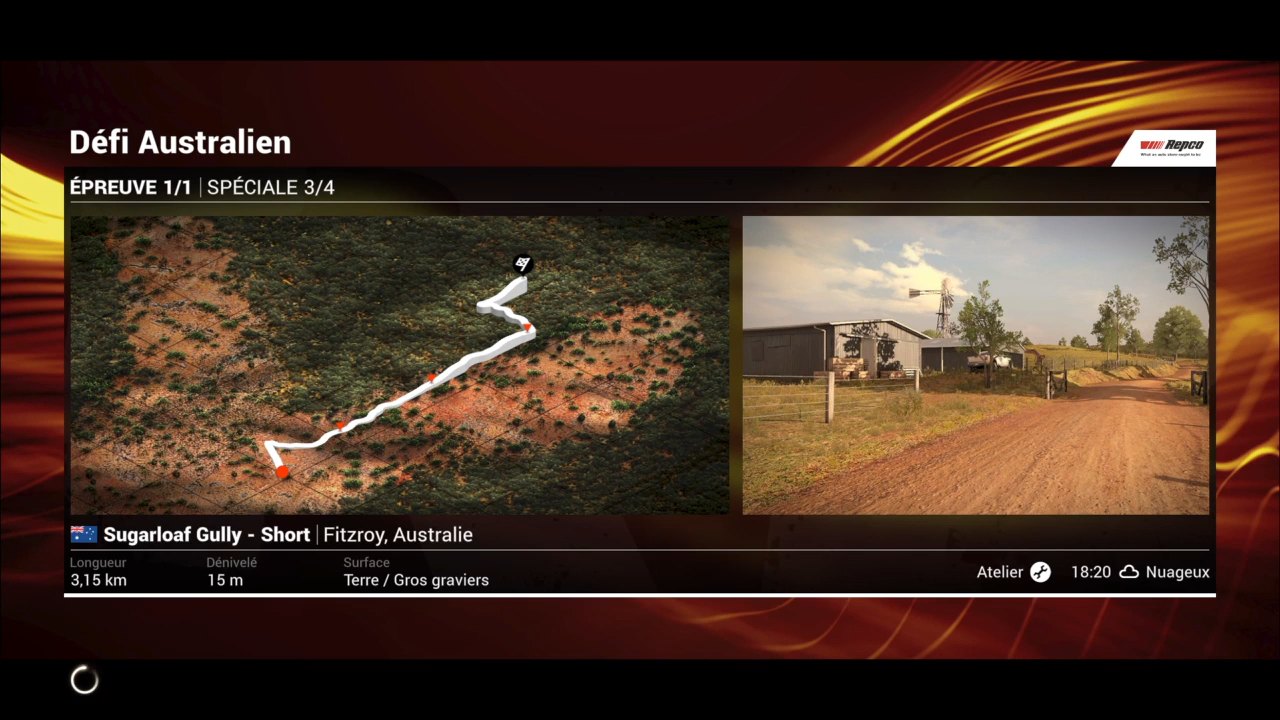 Défi Australien
Repco
ÉPREUVE 1/1 | SPÉCIALE 3/4
Sugarloaf Gully - Short | Fitzroy, Australie
Longueur Dénivelé Surface
3,15 km 15 m Terre / Gros graviers
Atelier 18:20 Nuageux